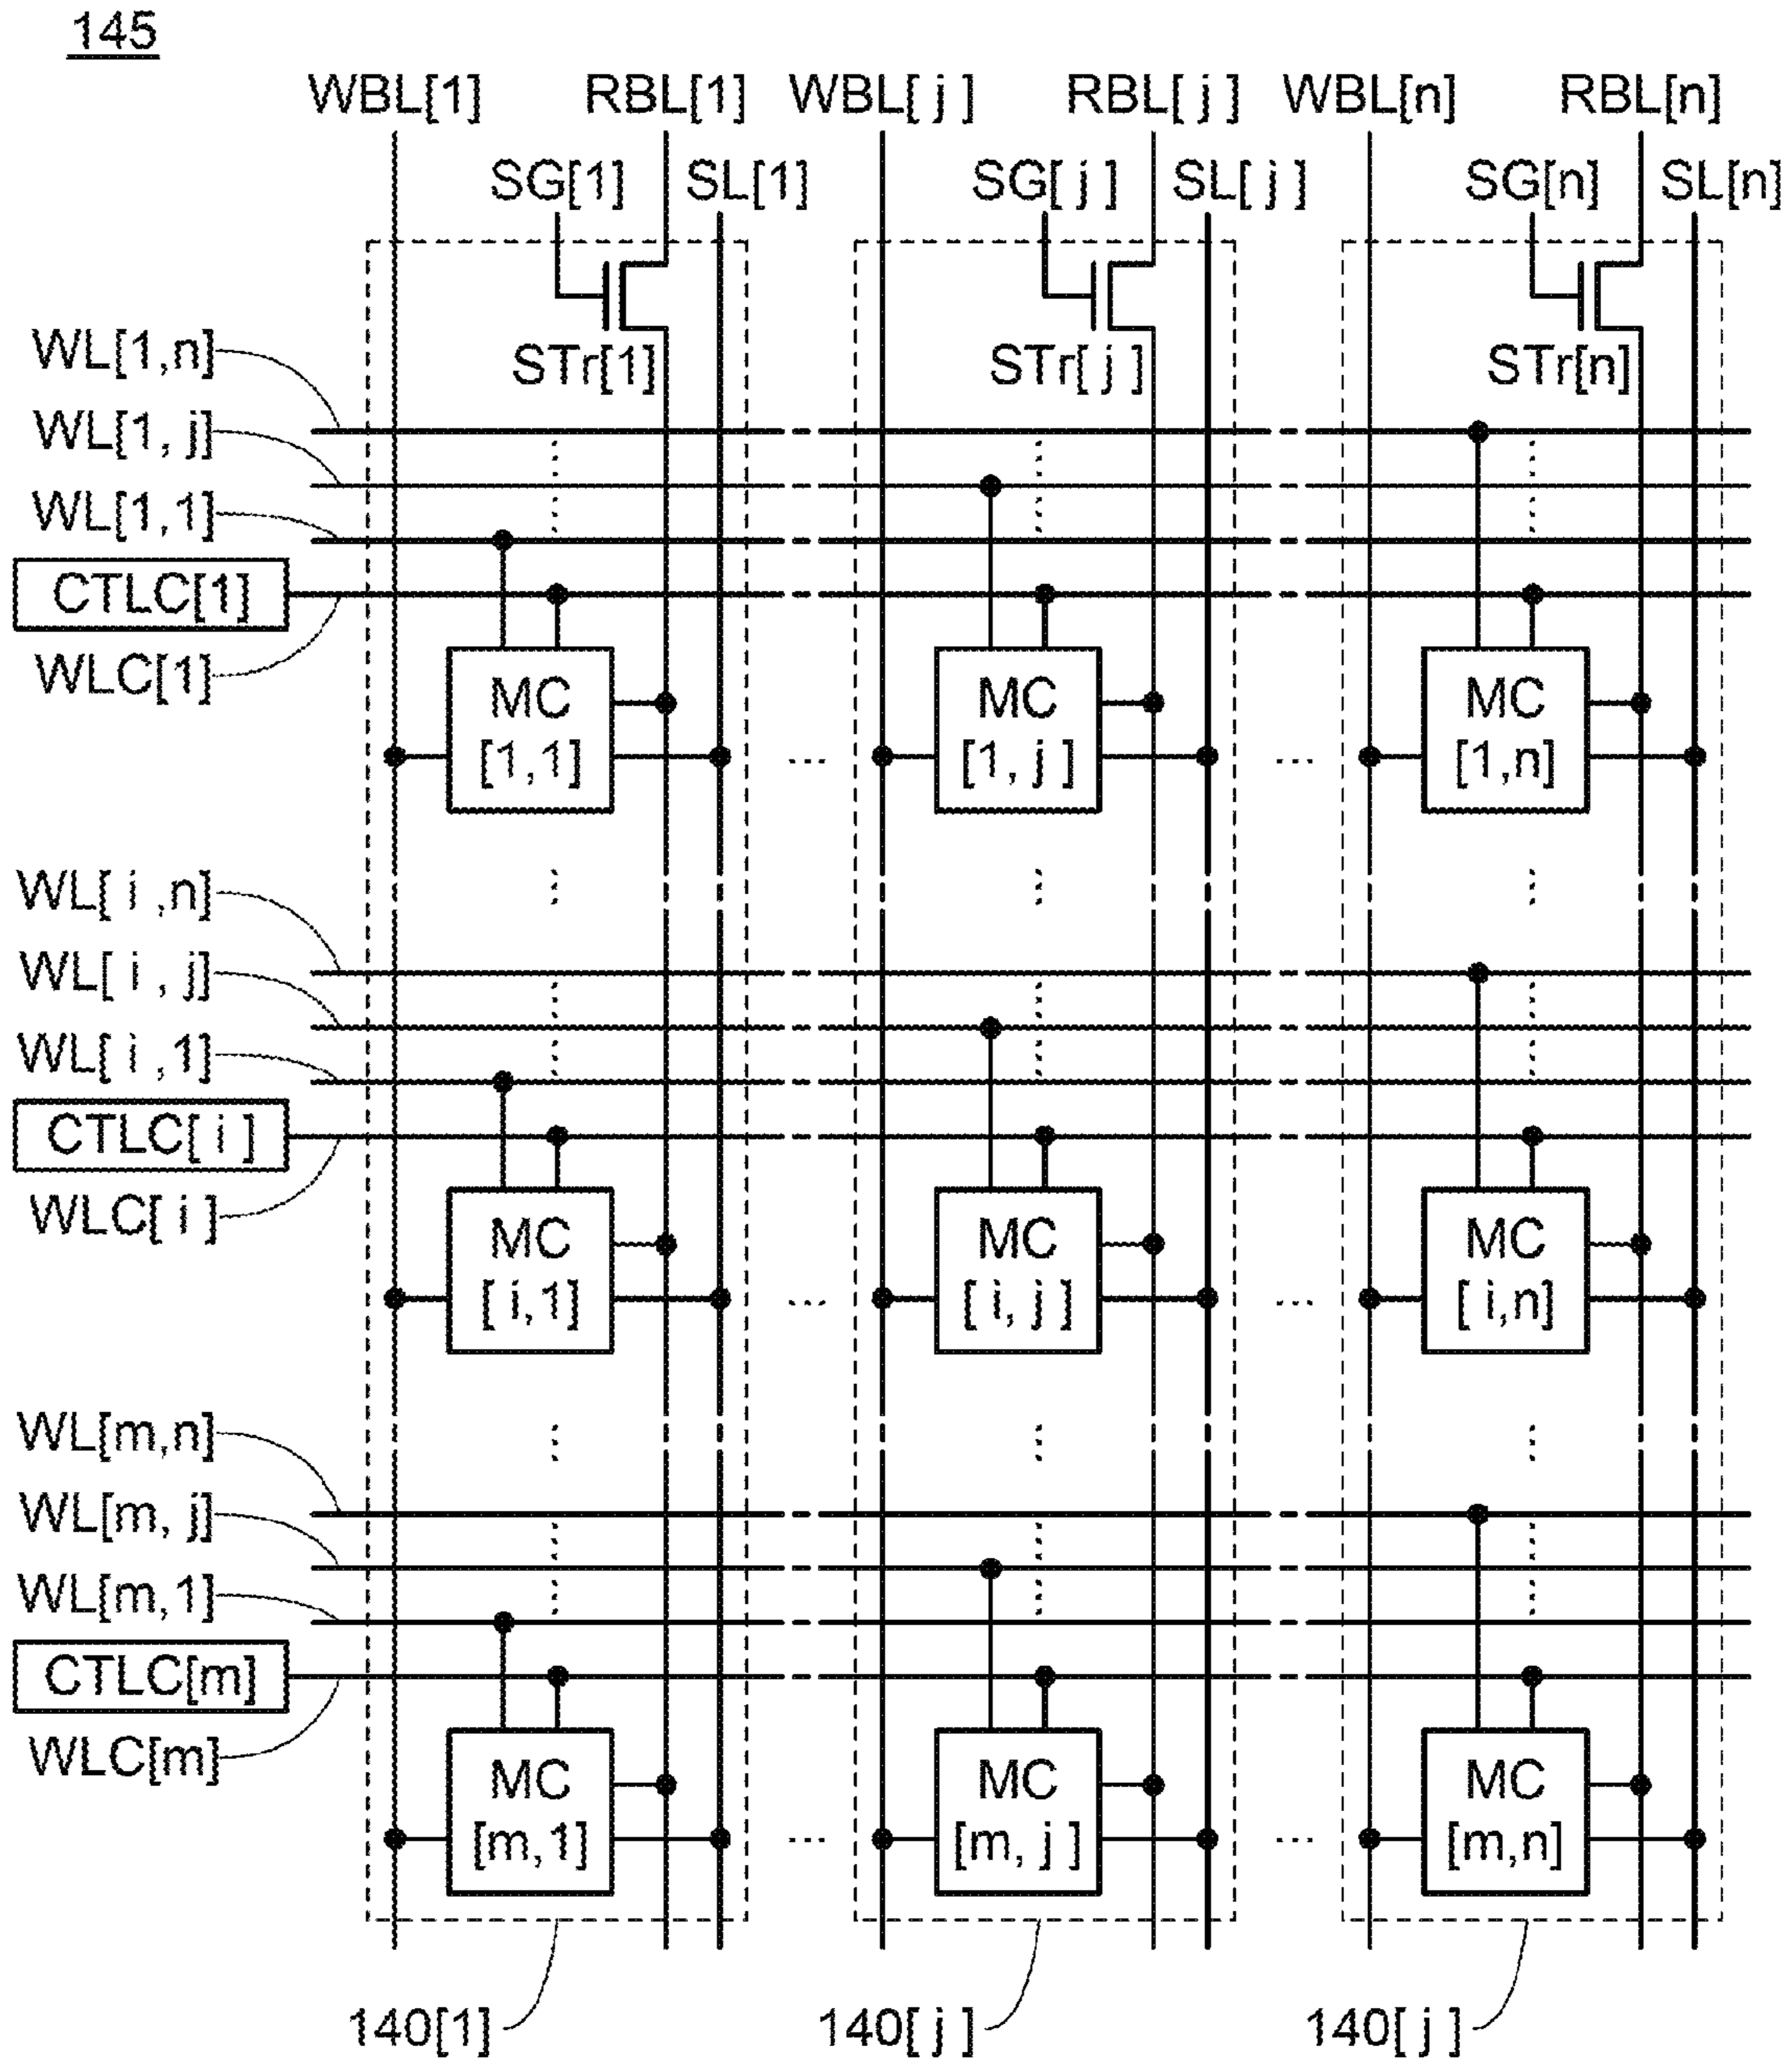 145
WBL[1] RBL[1] WBL[ j ] RBL[ j ] WBL[n] RBL[n]
SG[1] SL[1] SG[ j ] SL[ j ] SG[n] SL[n]
WL[1,n] STr[1] STr[ j ] STr[n]
WL[1, j]
WL[1,1]
CTLC[1]
WLC[1] MC MC MC
[1,1] [1, j ] [1,n]
WL[ i ,n]
WL[ i , j]
WL[ i ,1]
CTLC[ i ]
WLC[ i ] MC MC MC
[ i,1] [ i, j ] [ i,n]
WL[m,n]
WL[m, j]
WL[m,1]
CTLC[m]
WLC[m] MC MC MC
[m,1] [m, j ] [m,n]
140[1] 140[ j ] 140[ j ]